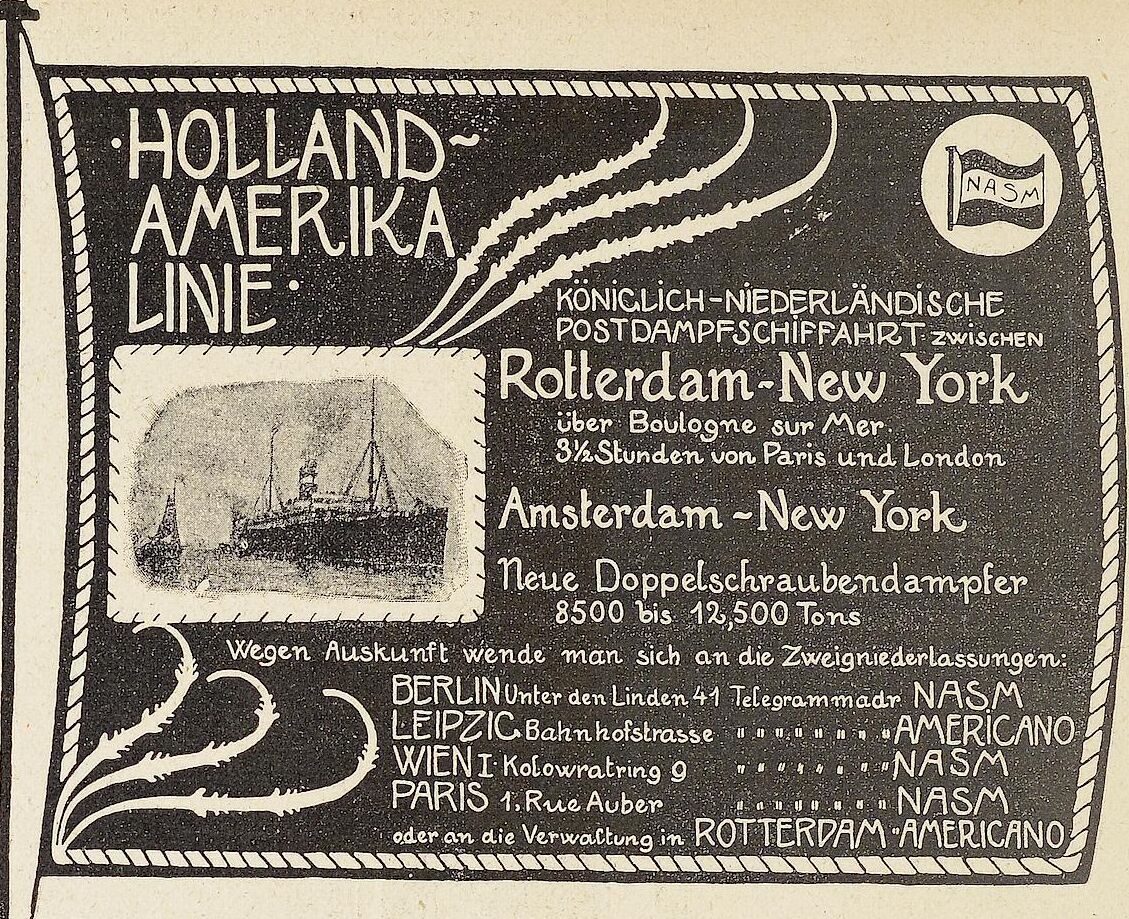 ·HOLLAND~
AMERIKA
LINIE·
NASM
KÖNIGLICH-NIEDERLÄNDISCHE
POSTDAMPFSCHIFFAHRT ZWISCHEN
Rotterdam-New York
über Boulogne sur Mer.
3½ Stunden von Paris und London
Amsterdam ~ New York
Neue Doppelschraubendampfer
8500 bis 12,500 Tons
Wegen Auskunft wende man sich an die Zweigniederlassungen:
BERLIN Unter den Linden 41 Telegrammadr NASM
LEIPZIG Bahnhofstrasse " " " " " " " " AMERICANO
WIEN I· Kolowratring 9 " " " " " " " " NASM
PARIS 1·, Rue Auber " " " " " " " " NASM
oder an die Verwaltung in ROTTERDAM "AMERICANO